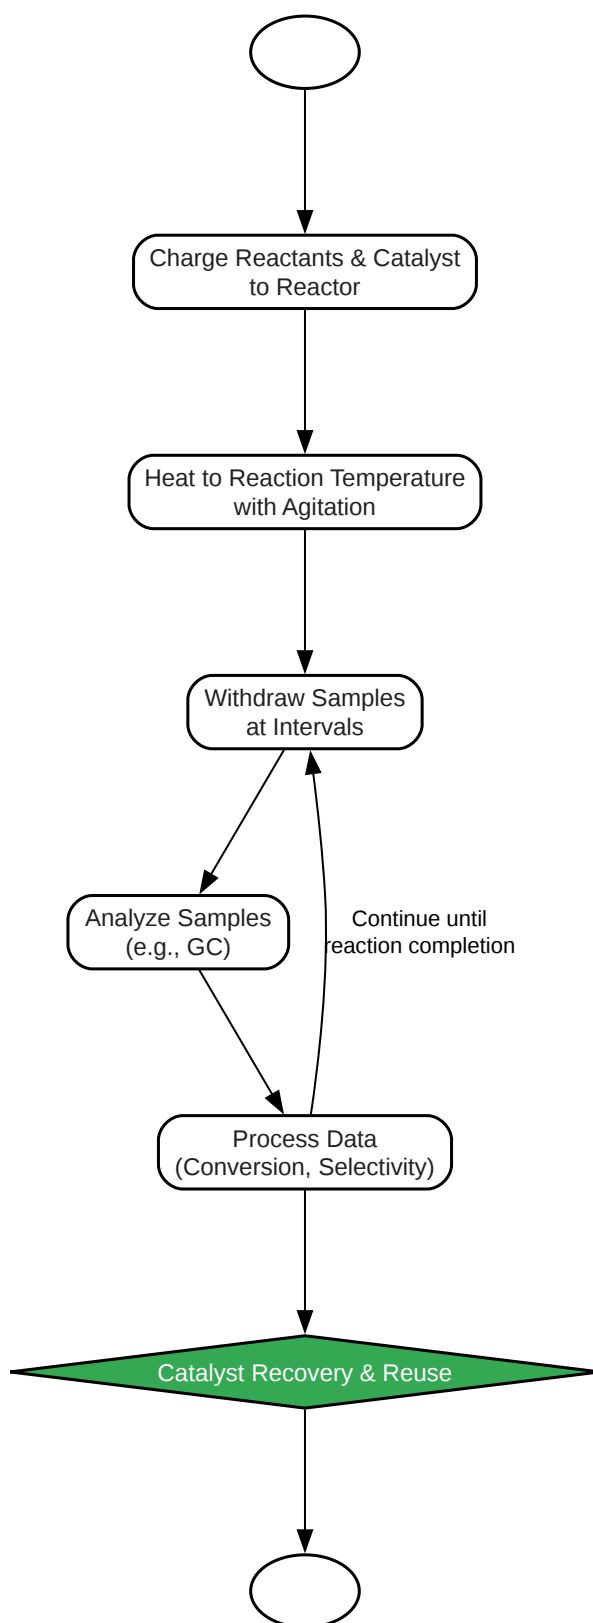 Charge Reactants & Catalyst
to Reactor
Heat to Reaction Temperature
with Agitation
Withdraw Samples
at Intervals
Analyze Samples
(e.g., GC)
Continue until
reaction completion
Process Data
(Conversion, Selectivity)
Catalyst Recovery & Reuse